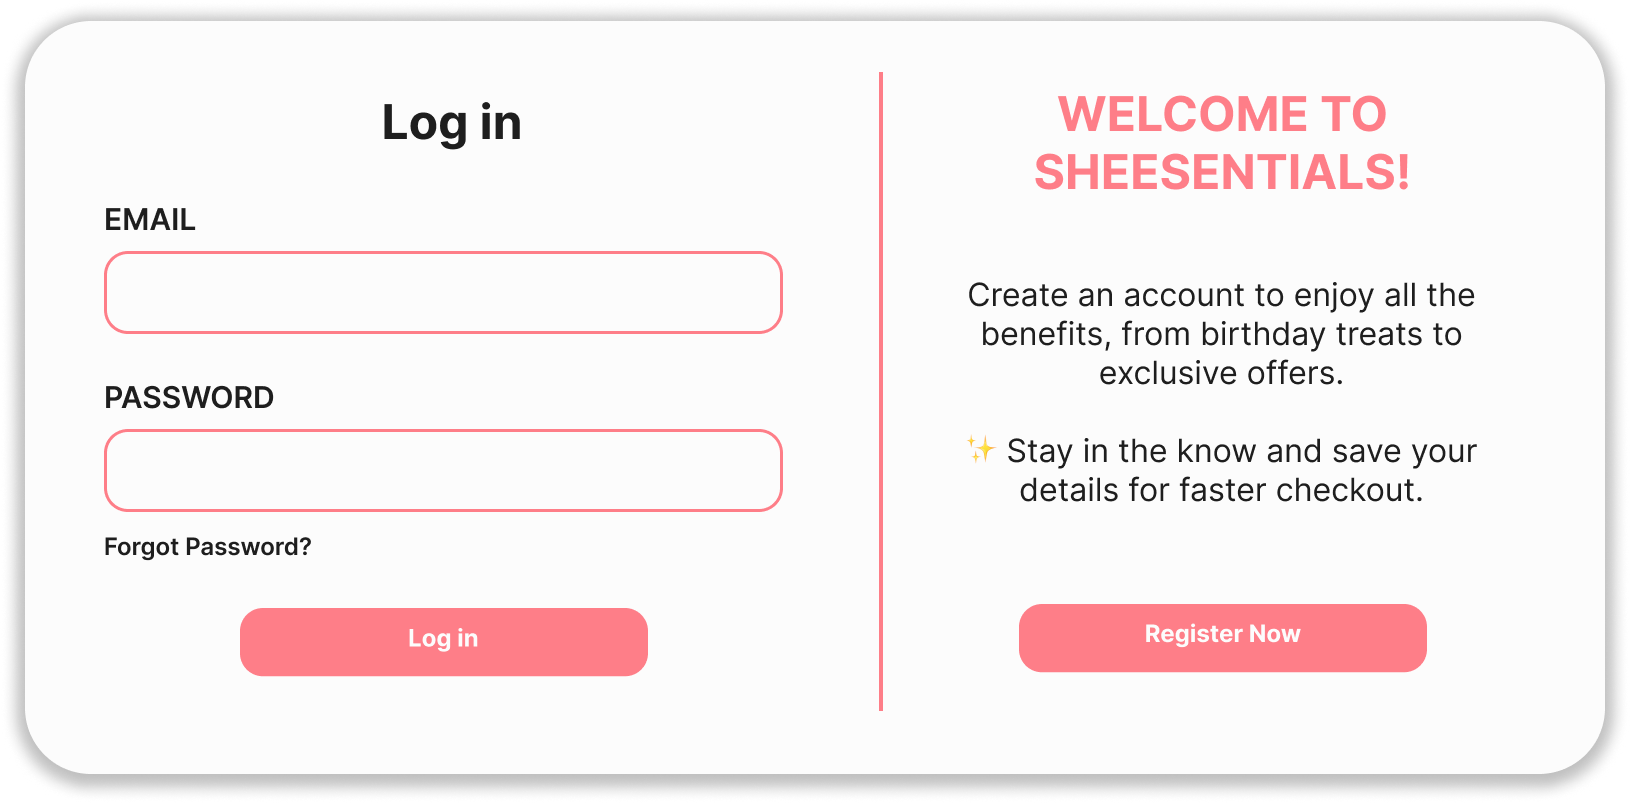 Log in
EMAIL
PASSWORD
Forgot Password?
Log in
WELCOME TO
SHEESENTIALS!
Create an account to enjoy all the
benefits, from birthday treats to
exclusive offers.
✨ Stay in the know and save your
details for faster checkout.
Register Now